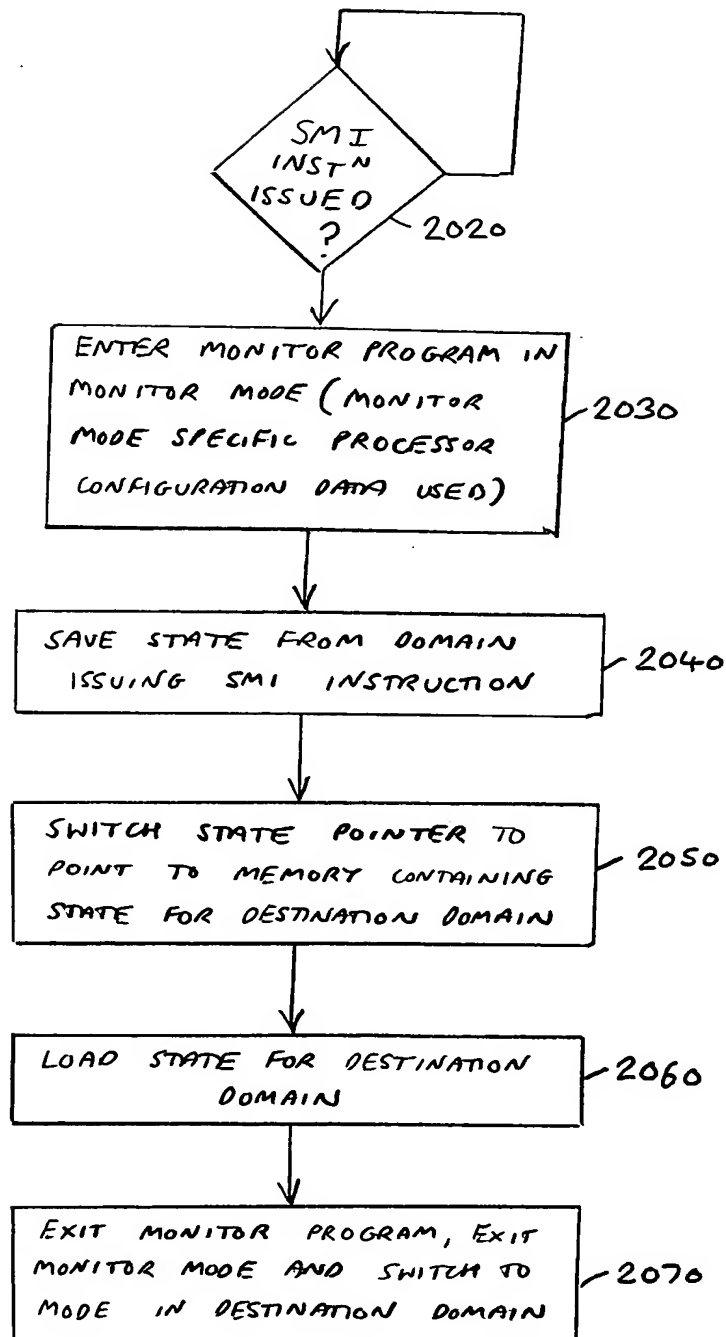 SMI
INSTN
ISSUED
?
2020
ENTER MONITOR PROGRAM IN
MONITOR MODE (MONITOR
MODE SPECIFIC PROCESSOR
CONFIGURATION DATA USED)
2030
SAVE STATE FROM DOMAIN
ISSUING SMI INSTRUCTION
2040
SWITCH STATE POINTER TO
POINT TO MEMORY CONTAINING
STATE FOR DESTINATION DOMAIN
2050
LOAD STATE FOR DESTINATION
DOMAIN
2060
EXIT MONITOR PROGRAM, EXIT
MONITOR MODE AND SWITCH TO
MODE IN DESTINATION DOMAIN
2070